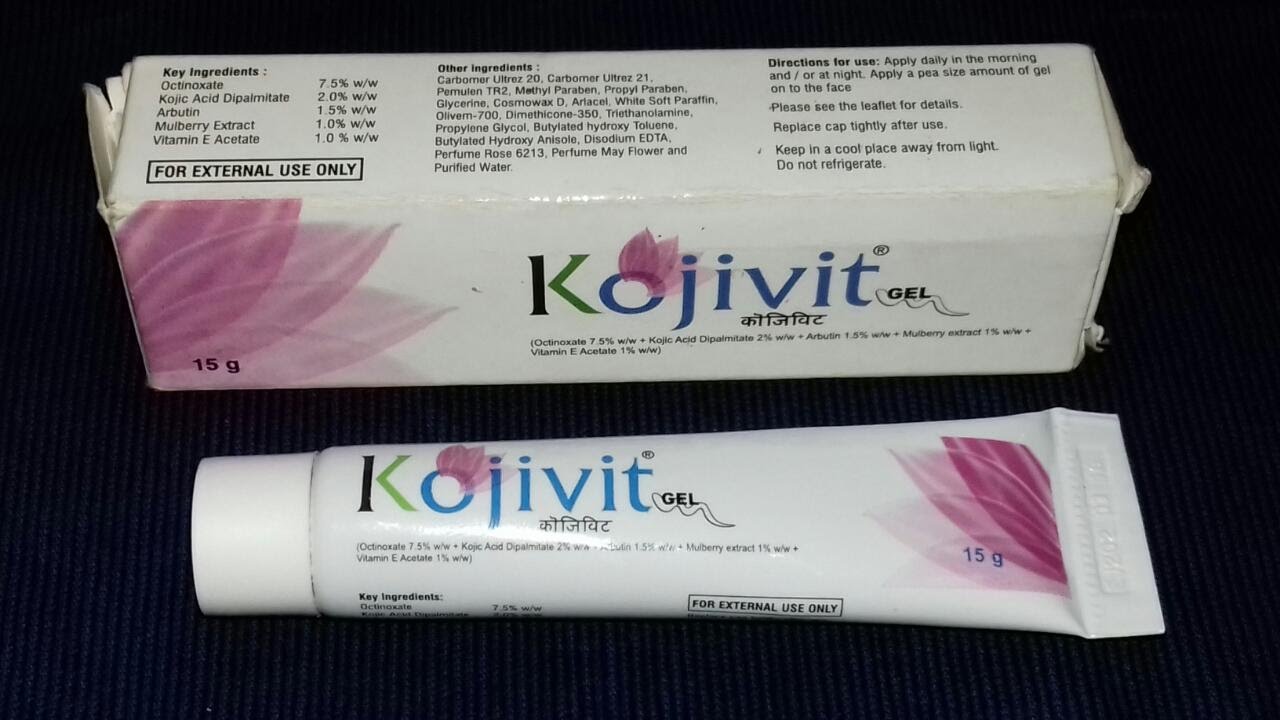 Key Ingredients :
Octinoxate 7.5% w/w
Kojic Acid Dipalmitate 2.0% w/w
Arbutin 1.5% w/w
Mulberry Extract 1.0% w/w
Vitamin E Acetate 1.0 % w/w
FOR EXTERNAL USE ONLY
Other ingredients :
Carbomer Ultrez 20, Carbomer Ultrez 21,
Pemulen TR2, Methyl Paraben, Propyl Paraben,
Glycerine, Cosmowax D, Arlacel, White Soft Paraffin,
Olivem-700, Dimethicone-350, Triethanolamine,
Propylene Glycol, Butylated hydroxy Toluene,
Butylated Hydroxy Anisole, Disodium EDTA,
Perfume Rose 6213, Perfume May Flower and
Purified Water.
Directions for use: Apply daily in the morning
and / or at night. Apply a pea size amount of gel
on to the face
Please see the leaflet for details.
Replace cap tightly after use.
Keep in a cool place away from light.
Do not refrigerate.
Kojivit® GEL
कोजिविट
(Octinoxate 7.5% w/w + Kojic Acid Dipalmitate 2% w/w + Arbutin 1.5% w/w + Mulberry extract 1% w/w +
Vitamin E Acetate 1% w/w)
15 g
Kojivit® GEL
कोजिविट
(Octinoxate 7.5% w/w + Kojic Acid Dipalmitate 2% w/w + Arbutin 1.5% w/w + Mulberry extract 1% w/w +
Vitamin E Acetate 1% w/w)
15 g
Key Ingredients:
Octinoxate 7.5% w/w
Kojic Acid Dipalmitate 2.0% w/w
FOR EXTERNAL USE ONLY